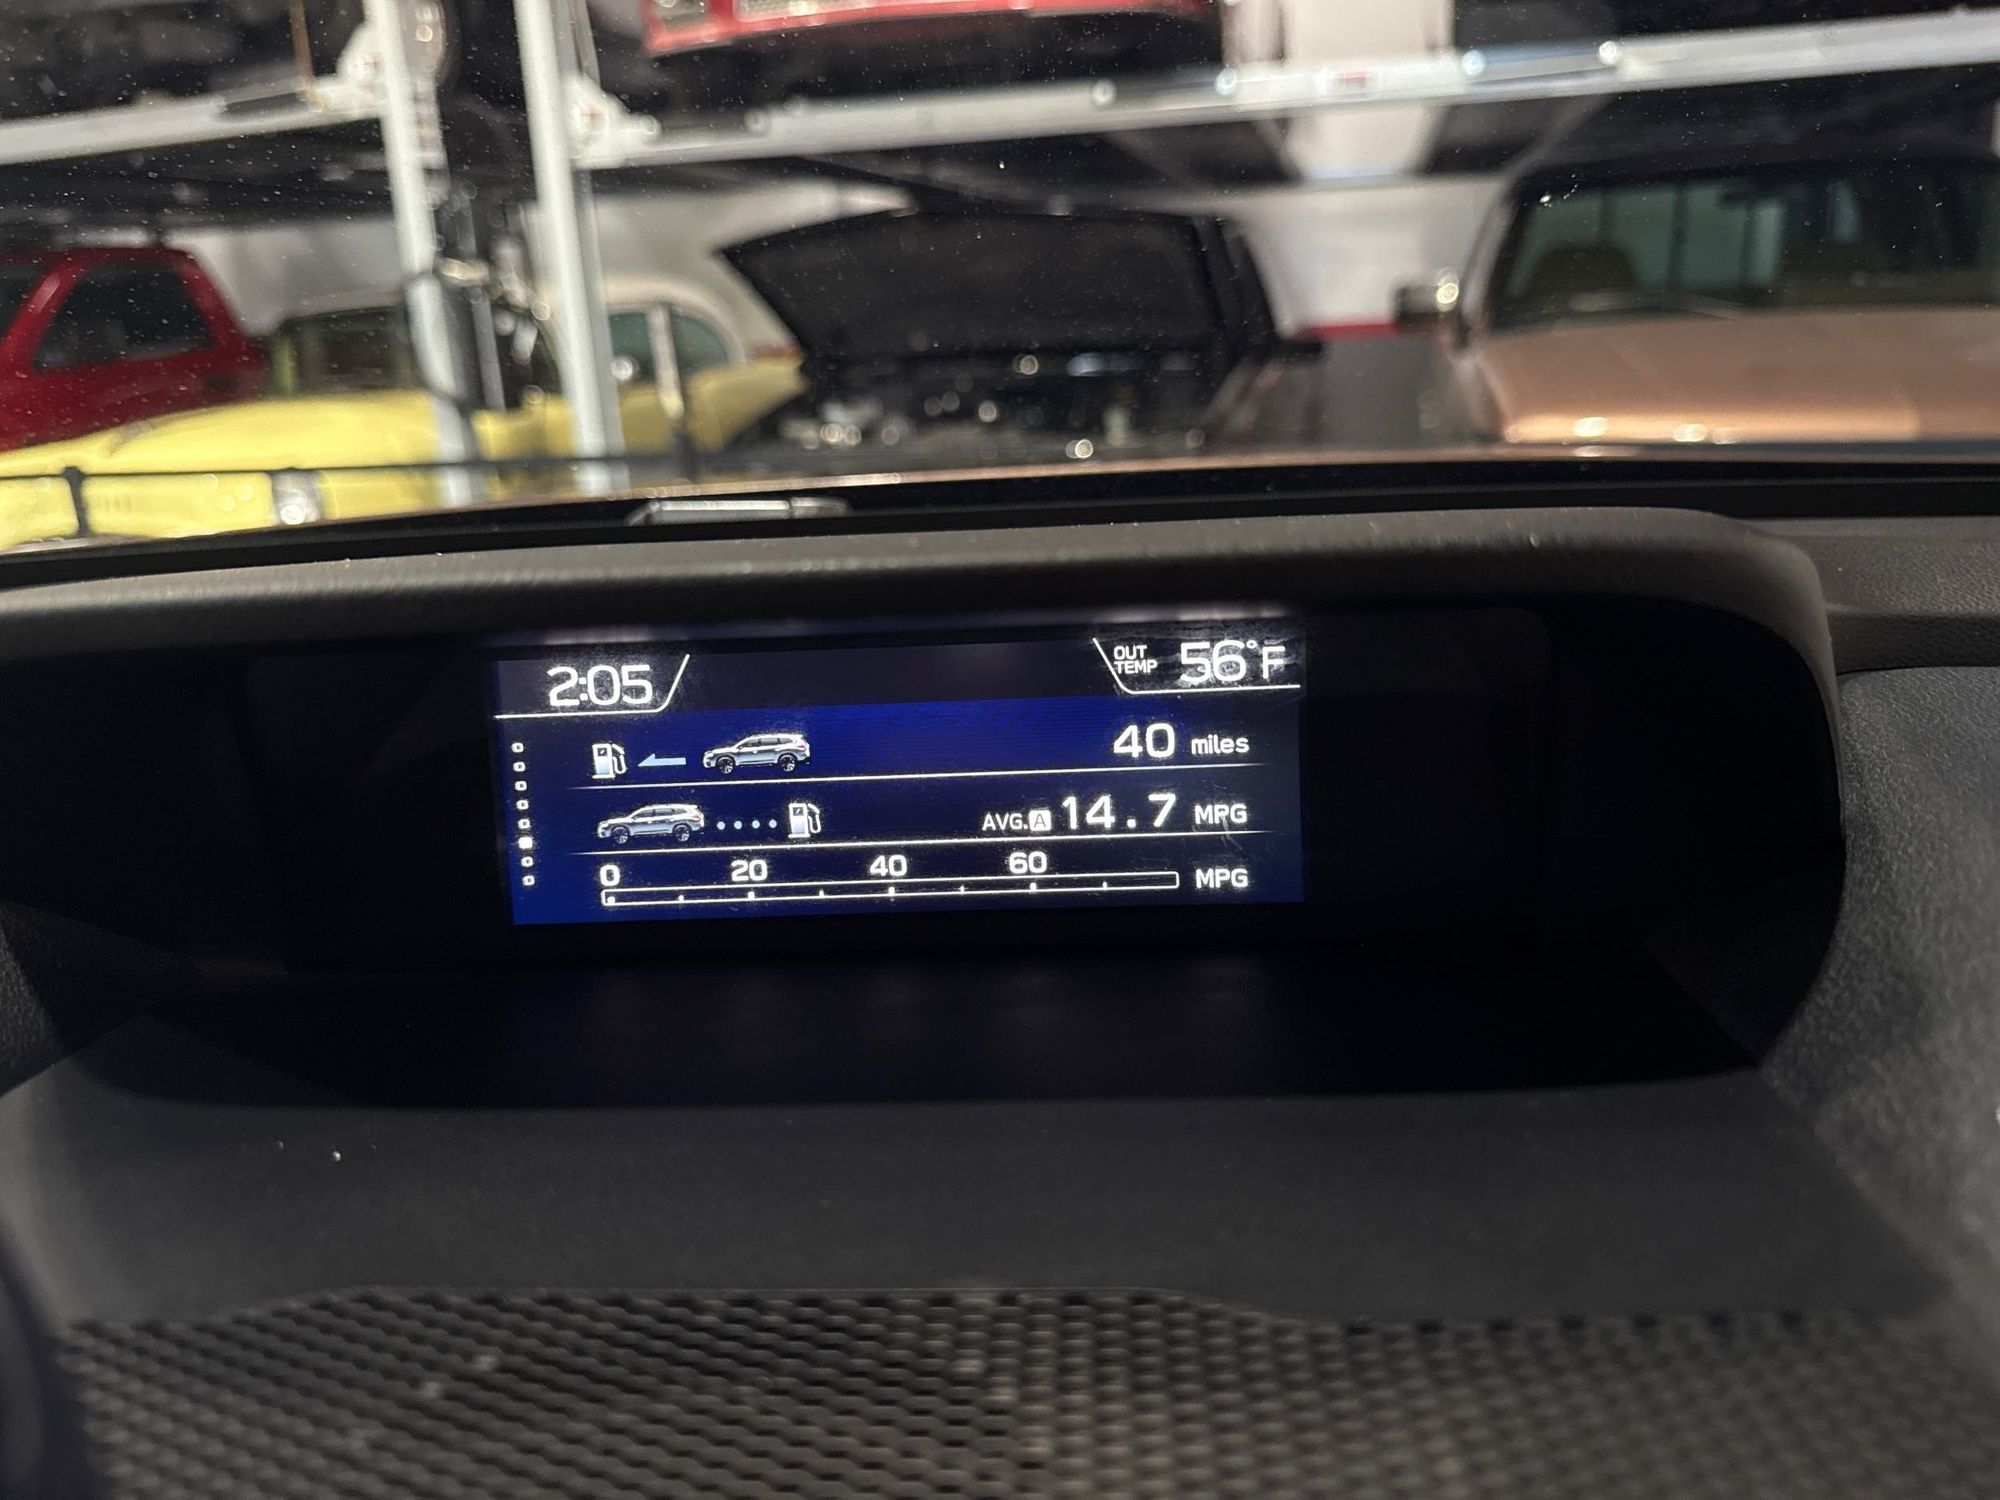 2:05
OUT TEMP 56°F
40 miles
AVG. A 14.7 MPG
0 20 40 60
MPG